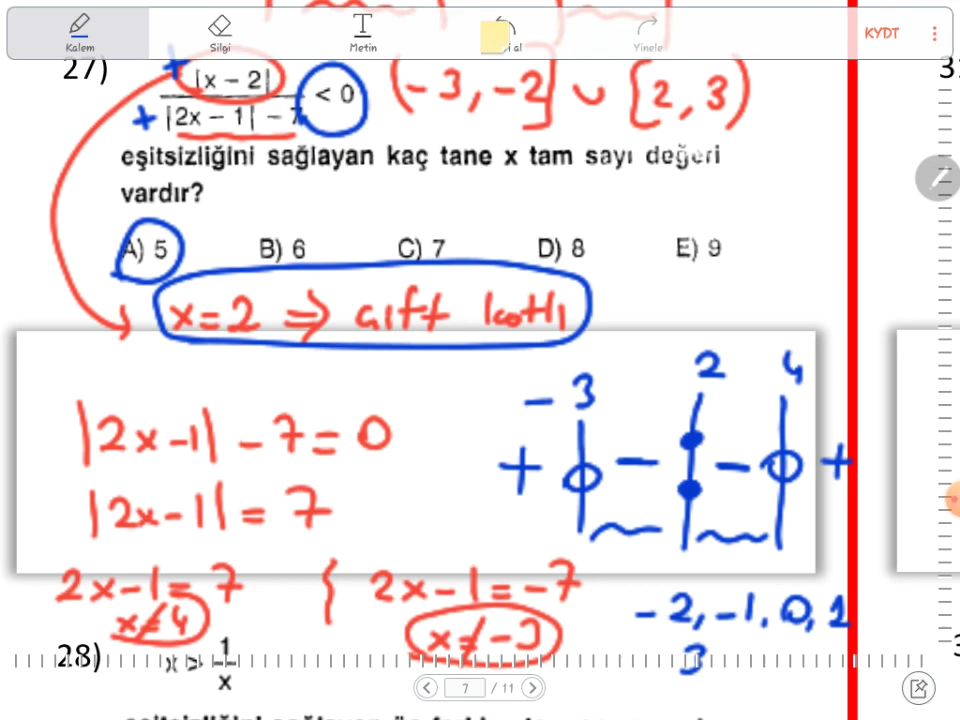 Kalem Silgi Metin al Yinele KYDT
27) + |x − 2| / + |2x − 1| − 7 < 0 (-3, -2] ∪ [2, 3)
eşitsizliğini sağlayan kaç tane x tam sayı değeri
vardır?
A) 5 B) 6 C) 7 D) 8 E) 9
x=2 ⇒ çift katlı
-3 2 4
|2x-1| - 7 = 0
+ - - +
|2x-1| = 7
2x-1 = 7 { 2x-1 = -7
x≠4 x≠-3
-2, -1, 0, 1
3
28) x > 1/x
7 / 11